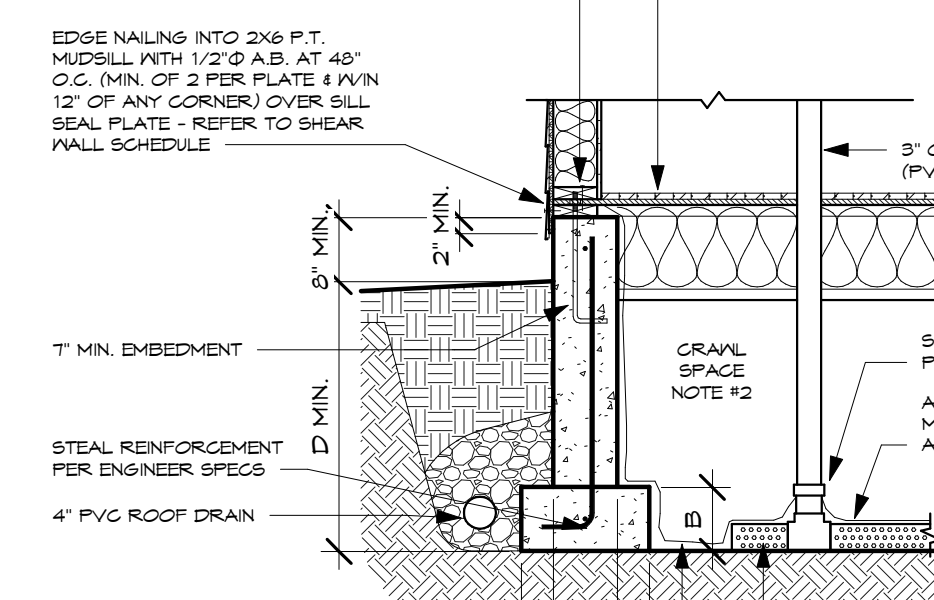 EDGE NAILING INTO 2X6 P.T.
MUDSILL WITH 1/2"Φ A.B. AT 48"
O.C. (MIN. OF 2 PER PLATE & W/IN
12" OF ANY CORNER) OVER SILL
SEAL PLATE - REFER TO SHEAR
WALL SCHEDULE
3" C
(PV
8" MIN.,
2" MIN.
7" MIN. EMBEDMENT
CRAWL
SPACE
NOTE #2
S
P
A
M
A
D MIN.
STEAL REINFORCEMENT
PER ENGINEER SPECS
4" PVC ROOF DRAIN
B